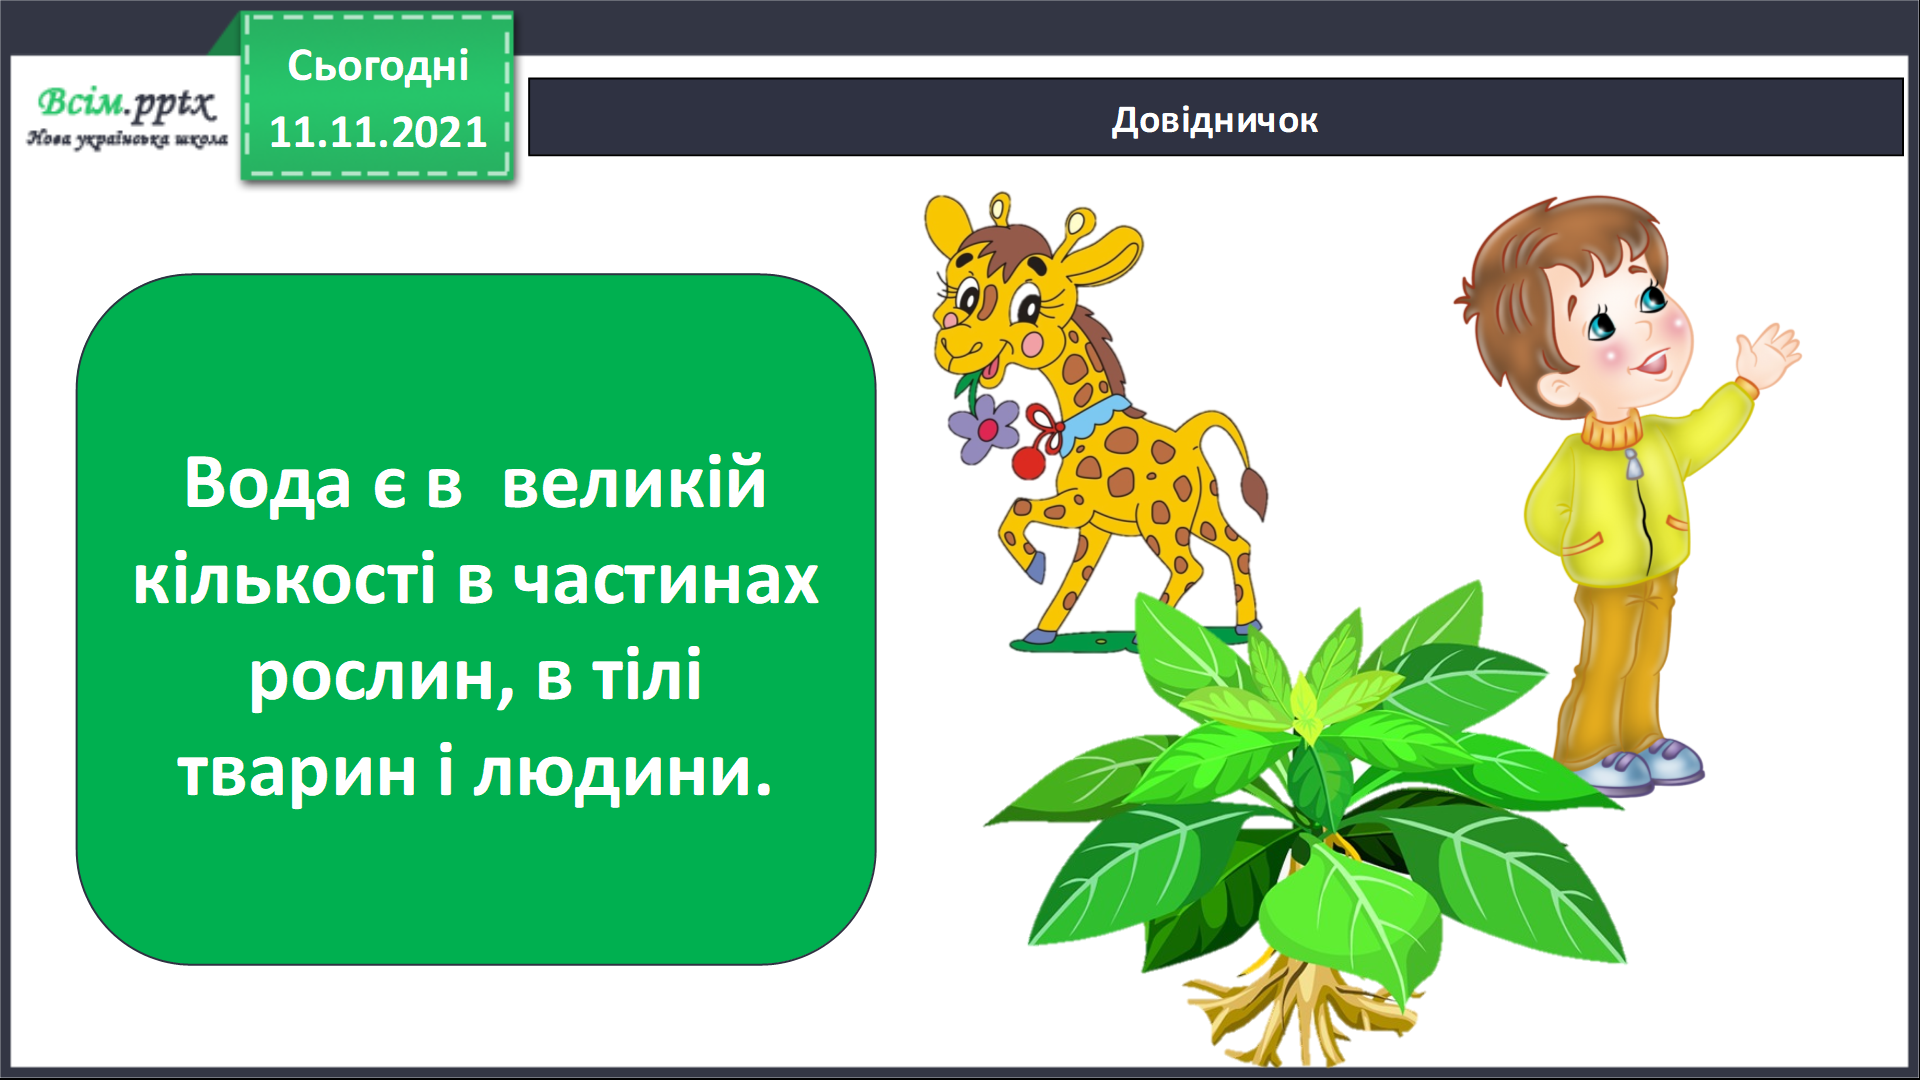 Всім.pptx
Нова українська школа
Сьогодні
11.11.2021
Довідничок
Вода є в  великій
кількості в частинах
рослин, в тілі
тварин і людини.